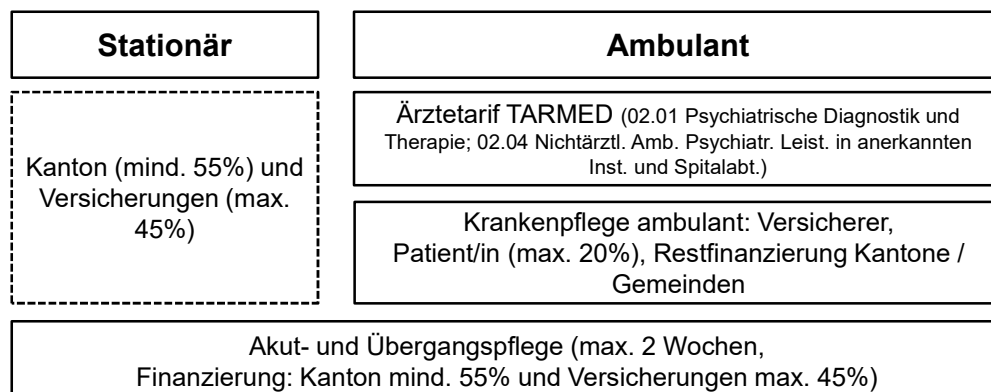 Stationär
Ambulant
Kanton (mind. 55%) und
Versicherungen (max.
45%)
Ärztetarif TARMED (02.01 Psychiatrische Diagnostik und
Therapie; 02.04 Nichtärztl. Amb. Psychiatr. Leist. in anerkannten
Inst. und Spitalabt.)
Krankenpflege ambulant: Versicherer,
Patient/in (max. 20%), Restfinanzierung Kantone /
Gemeinden
Akut- und Übergangspflege (max. 2 Wochen,
Finanzierung: Kanton mind. 55% und Versicherungen max. 45%)